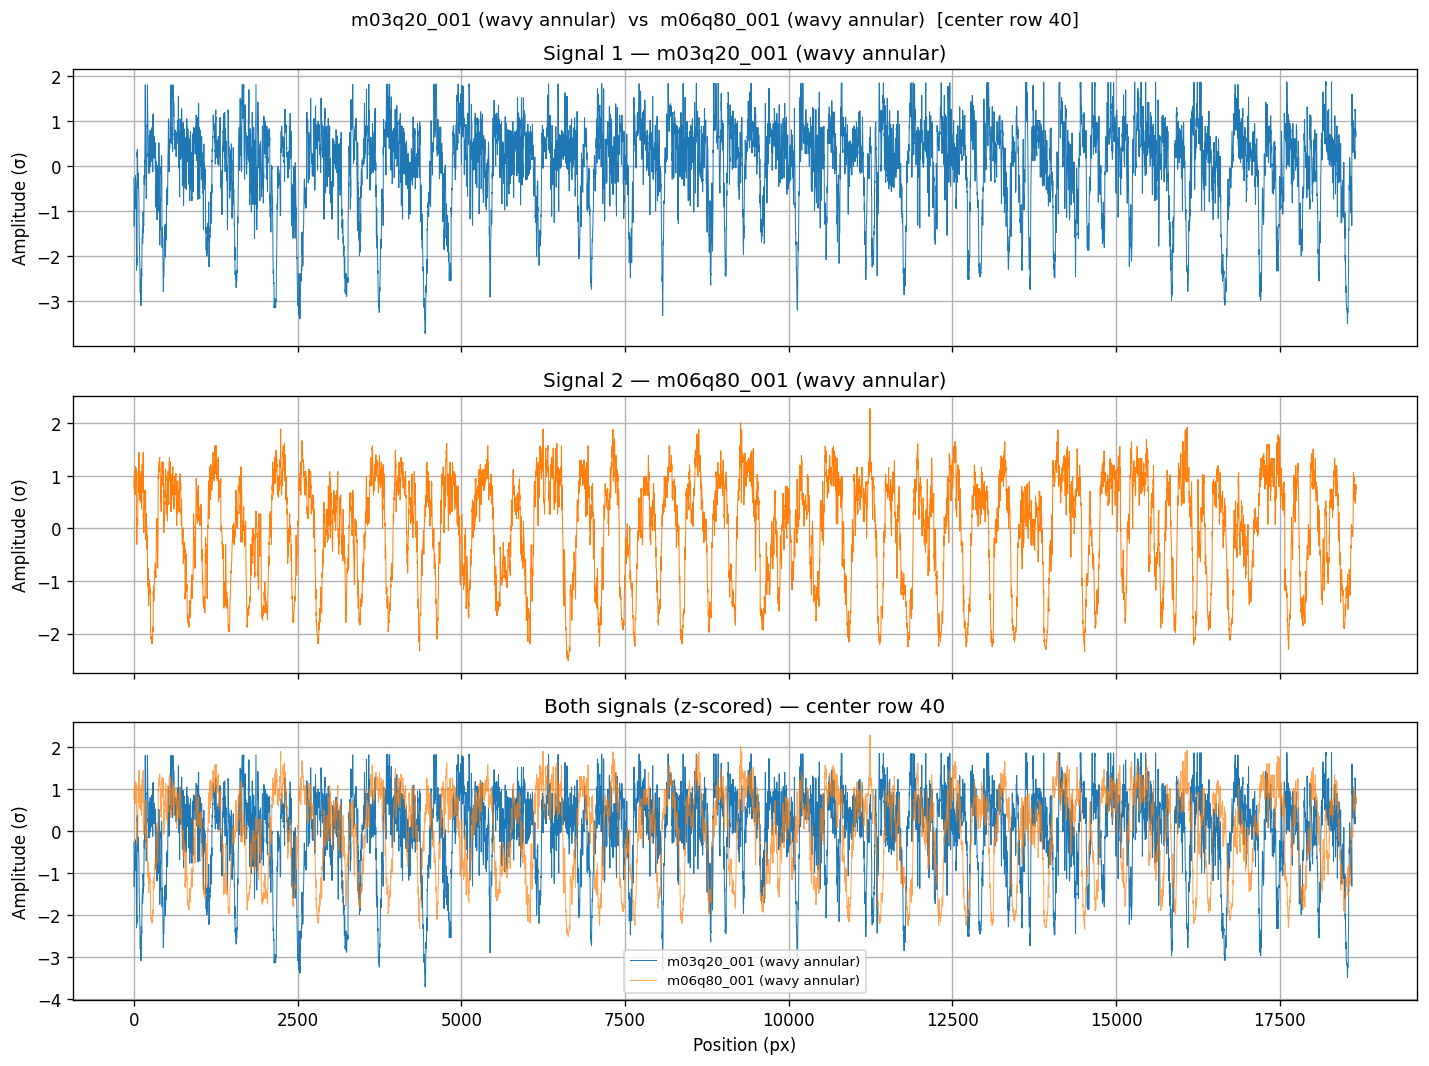 m03q20_001 (wavy annular)  vs  m06q80_001 (wavy annular)  [center row 40]
Signal 1 — m03q20_001 (wavy annular)
2
1
0
−1
−2
−3
Amplitude (σ)
Signal 2 — m06q80_001 (wavy annular)
2
1
0
−1
−2
Amplitude (σ)
Both signals (z-scored) — center row 40
2
1
0
−1
−2
−3
−4
Amplitude (σ)
m03q20_001 (wavy annular)
m06q80_001 (wavy annular)
0 2500 5000 7500 10000 12500 15000 17500
Position (px)